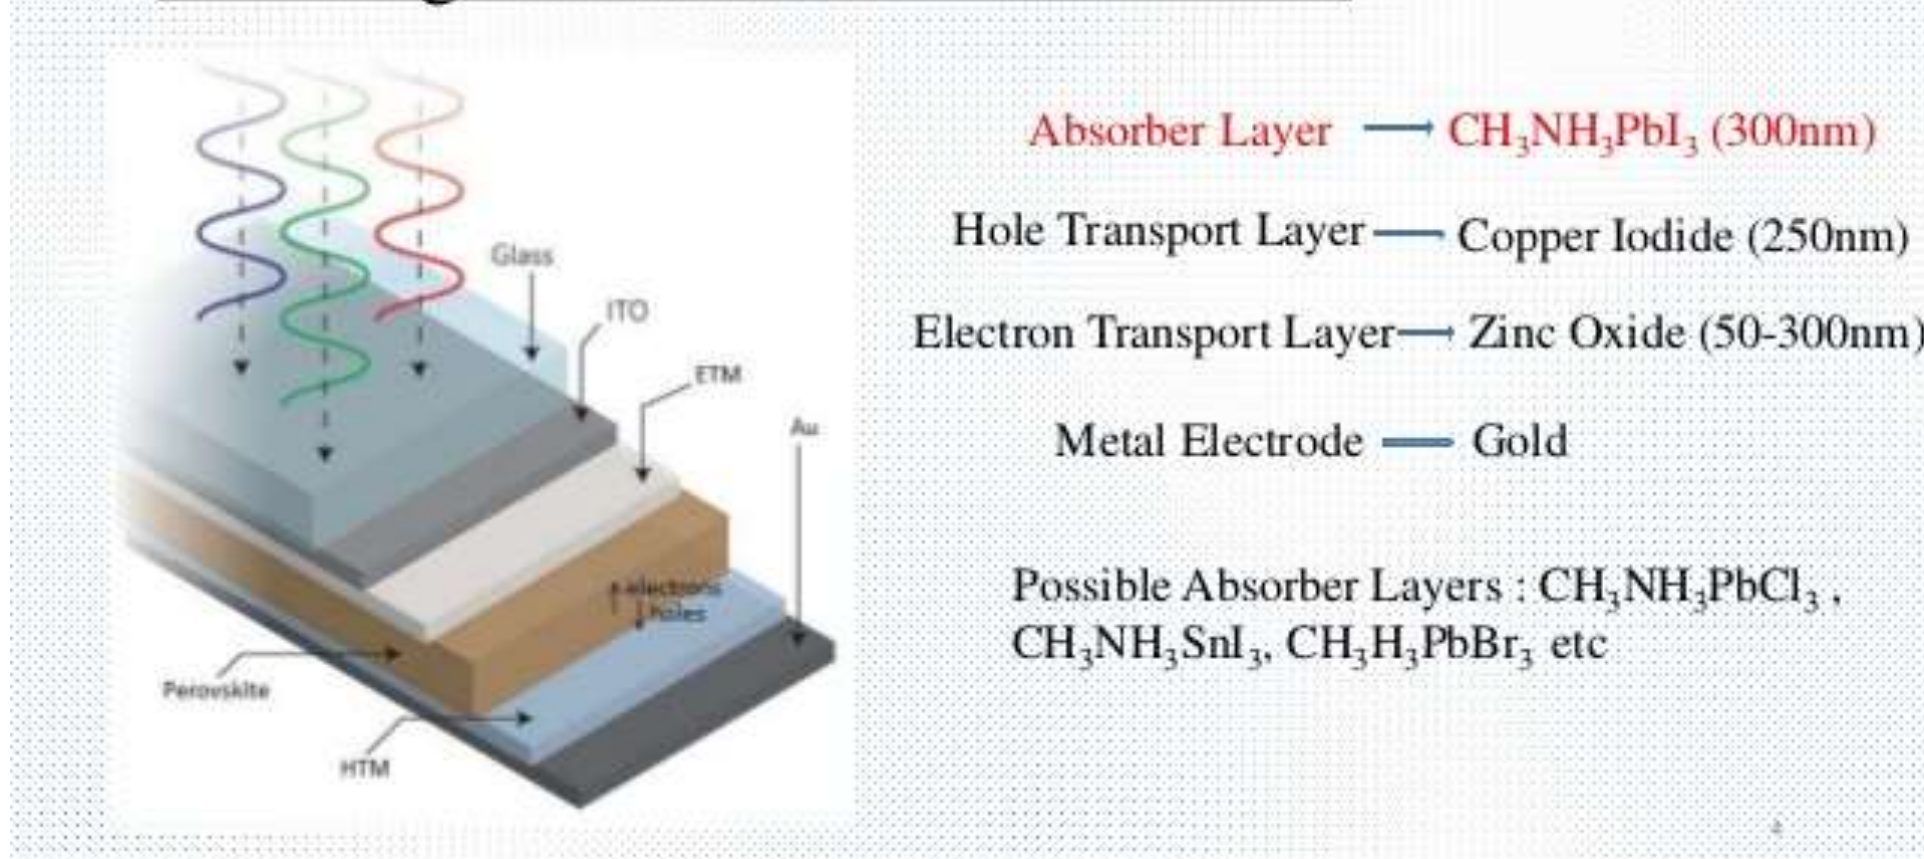 Absorber Layer → CH₃NH₃PbI₃ (300nm)
Hole Transport Layer → Copper Iodide (250nm)
Electron Transport Layer → Zinc Oxide (50-300nm)
Metal Electrode — Gold
Possible Absorber Layers : CH₃NH₃PbCl₃ ,
CH₃NH₃SnI₃, CH₃H₃PbBr₃ etc
Glass
ITO
ETM
Au
electrons
holes
Perovskite
HTM
4